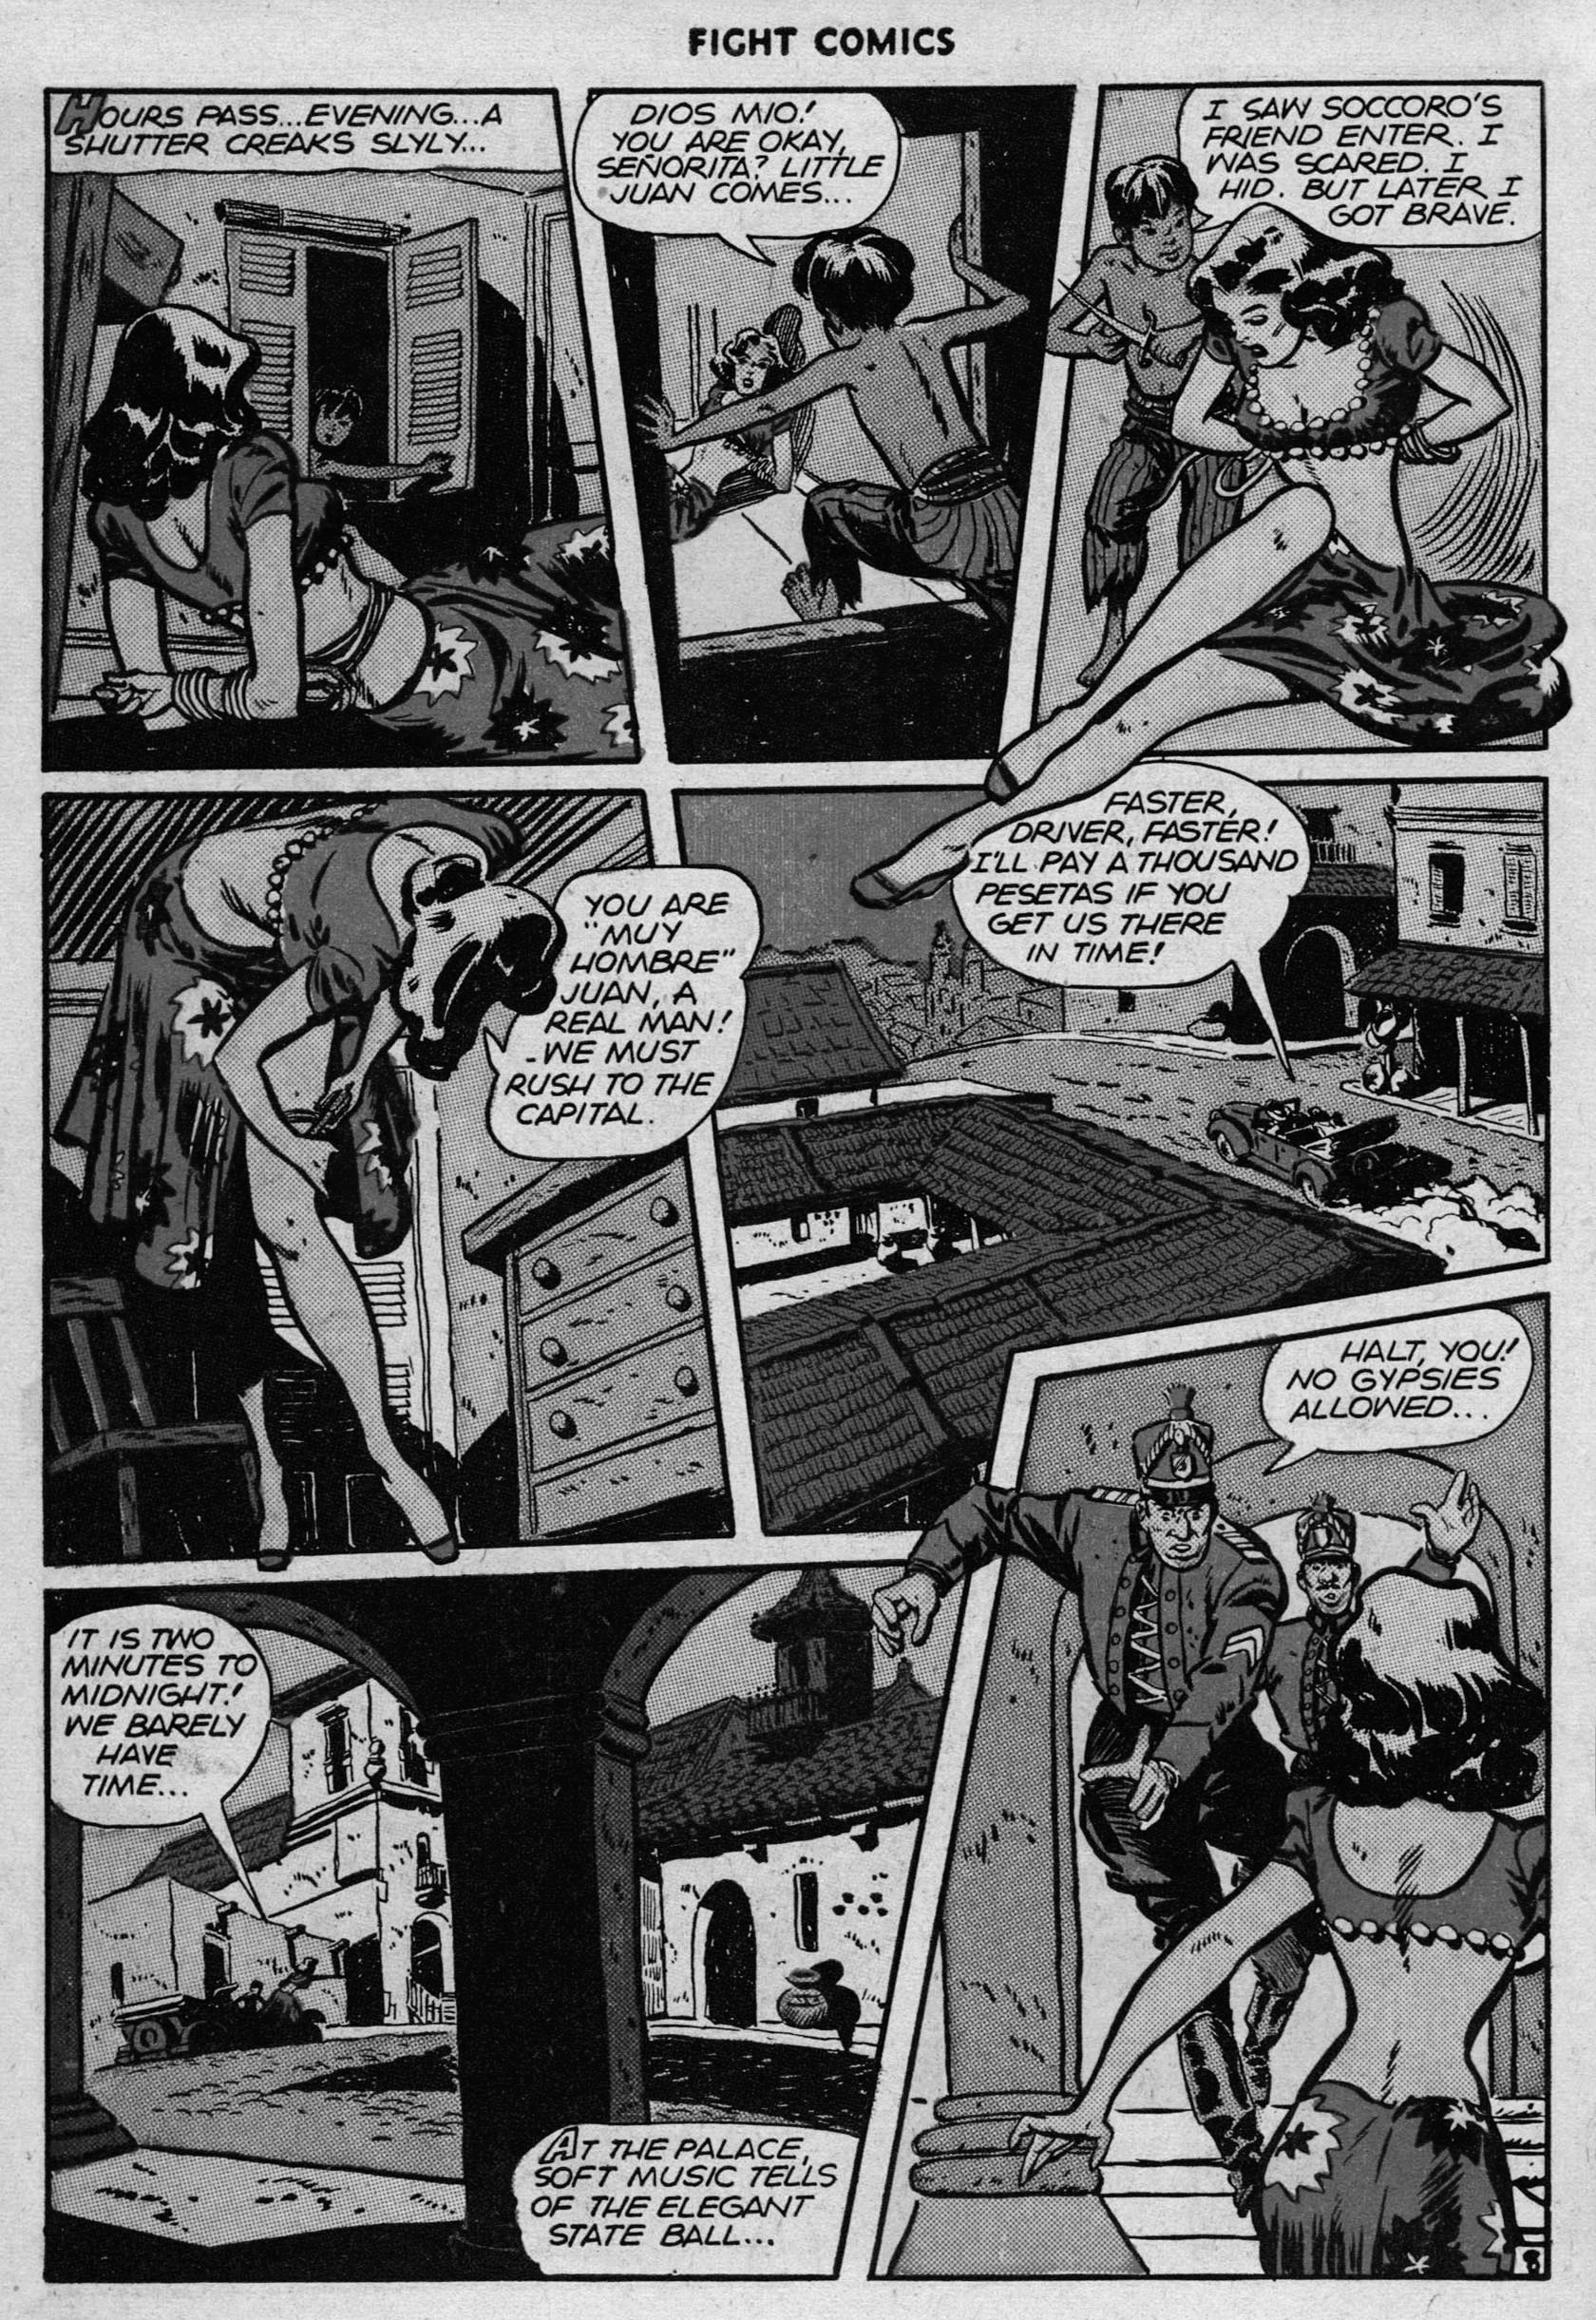 FIGHT COMICS
HOURS PASS...EVENING...A
SHUTTER CREAKS SLYLY...
DIOS MIO!
YOU ARE OKAY,
SEÑORITA? LITTLE
JUAN COMES...
I SAW SOCCORO'S
FRIEND ENTER. I
WAS SCARED. I
HID. BUT LATER I
GOT BRAVE.
YOU ARE
"MUY
HOMBRE"
JUAN, A
REAL MAN!
-WE MUST
RUSH TO THE
CAPITAL.
FASTER,
DRIVER, FASTER!
I'LL PAY A THOUSAND
PESETAS IF YOU
GET US THERE
IN TIME!
IT IS TWO
MINUTES TO
MIDNIGHT!
WE BARELY
HAVE
TIME...
AT THE PALACE,
SOFT MUSIC TELLS
OF THE ELEGANT
STATE BALL...
HALT, YOU!
NO GYPSIES
ALLOWED...
8